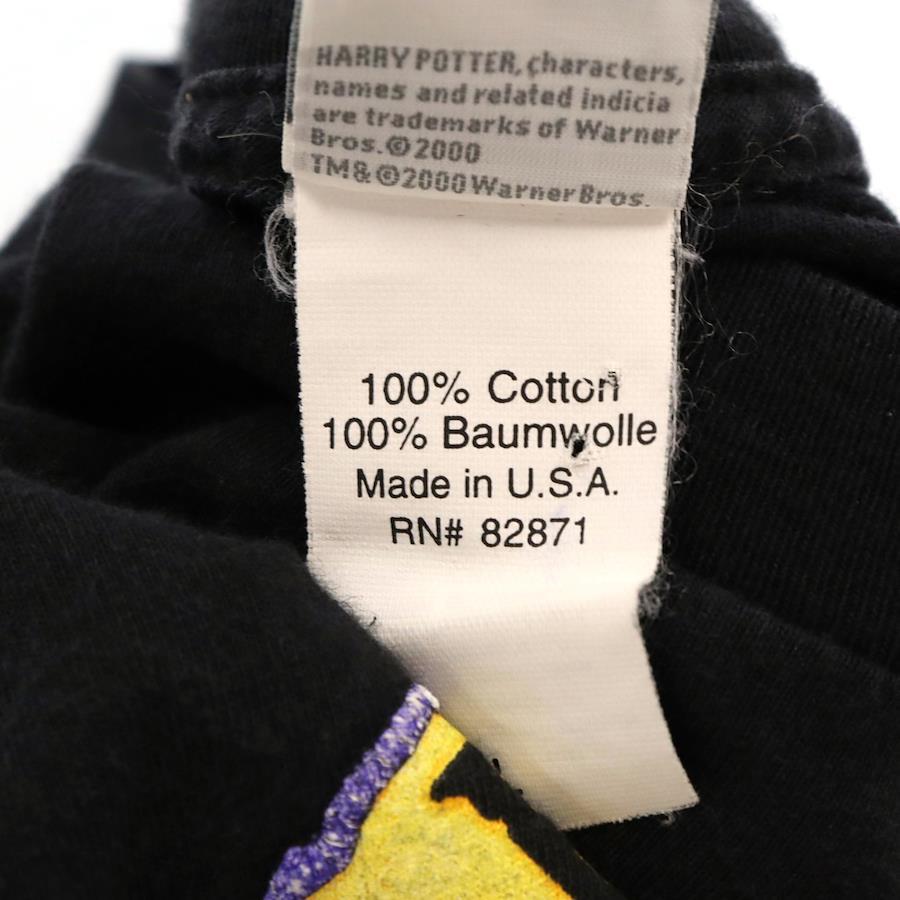 HARRY POTTER, characters,
names and related indicia
are trademarks of Warner
Bros.©2000
TM&©2000 Warner Bros.
100% Cotton
100% Baumwolle
Made in U.S.A.
RN# 82871